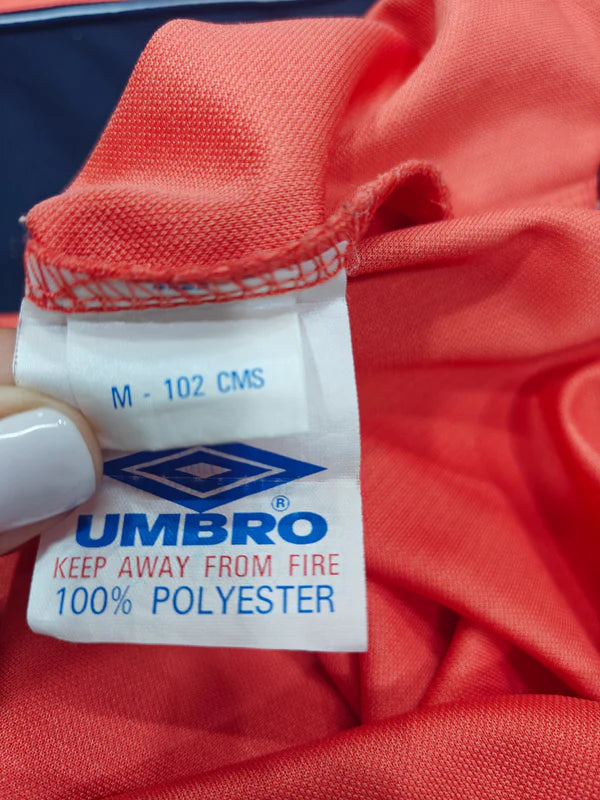 M - 102 CMS
®
UMBRO
KEEP AWAY FROM FIRE
100% POLYESTER